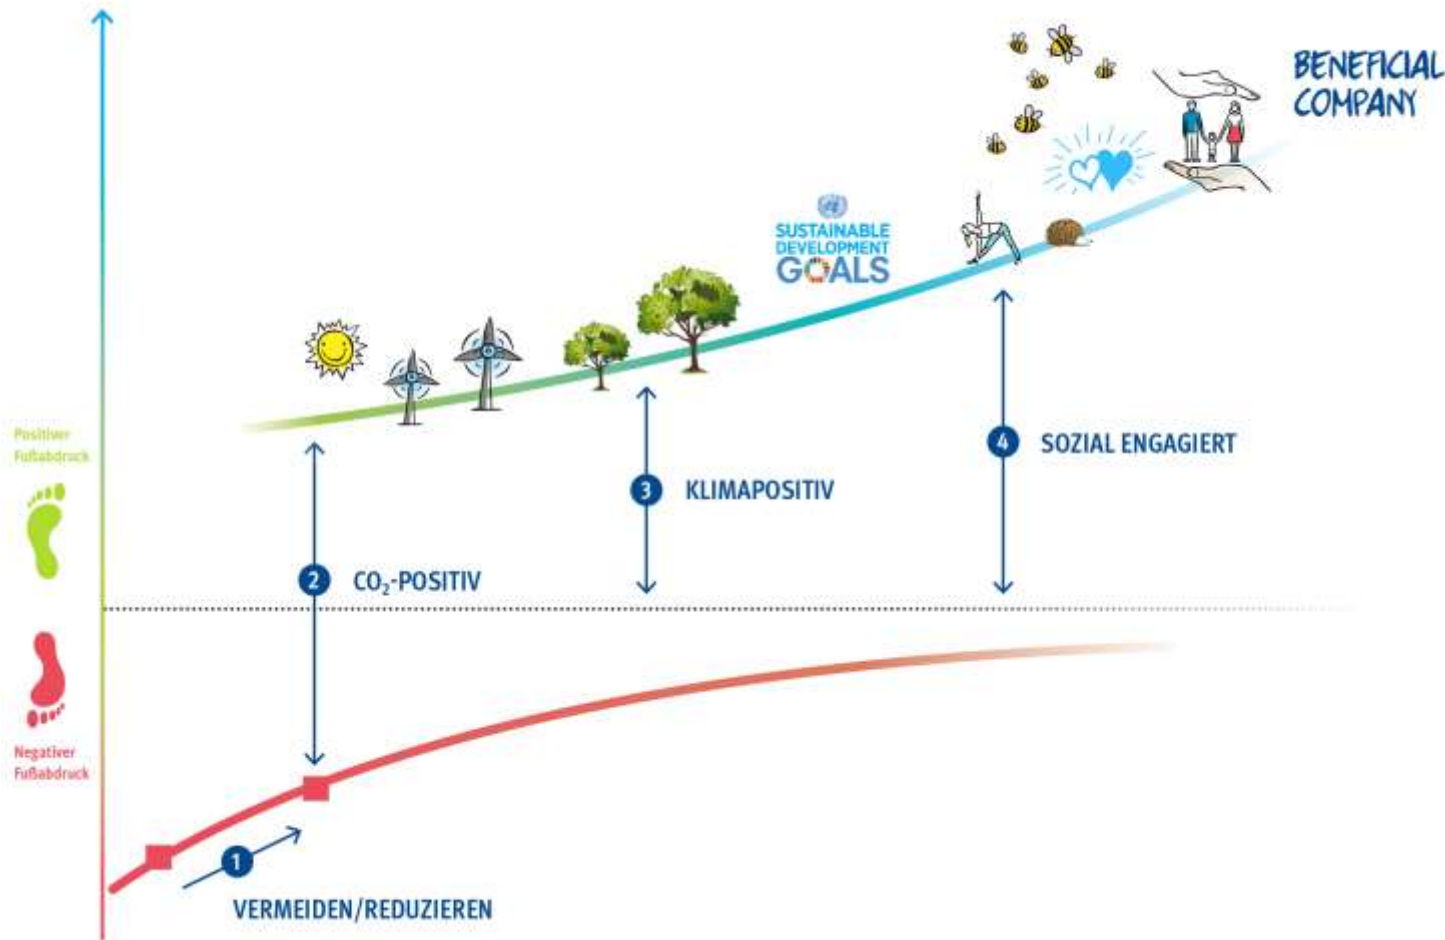 BENEFICIAL
COMPANY
SUSTAINABLE
DEVELOPMENT
GOALS
Positiver
Fußabdruck
4 SOZIAL ENGAGIERT
3 KLIMAPOSITIV
2 CO₂-POSITIV
Negativer
Fußabdruck
1
VERMEIDEN/REDUZIEREN